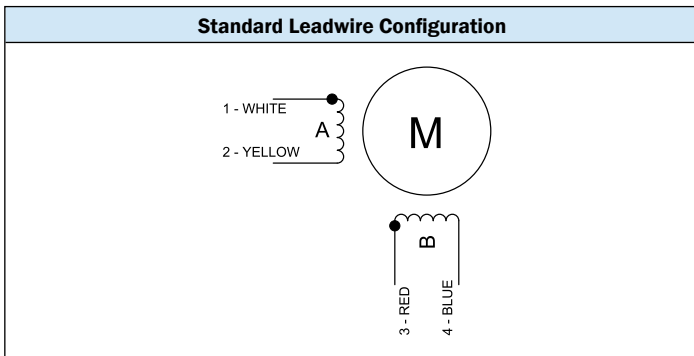 Standard Leadwire Configuration
1 - WHITE
A
2 - YELLOW
M
B
3 - RED
4 - BLUE